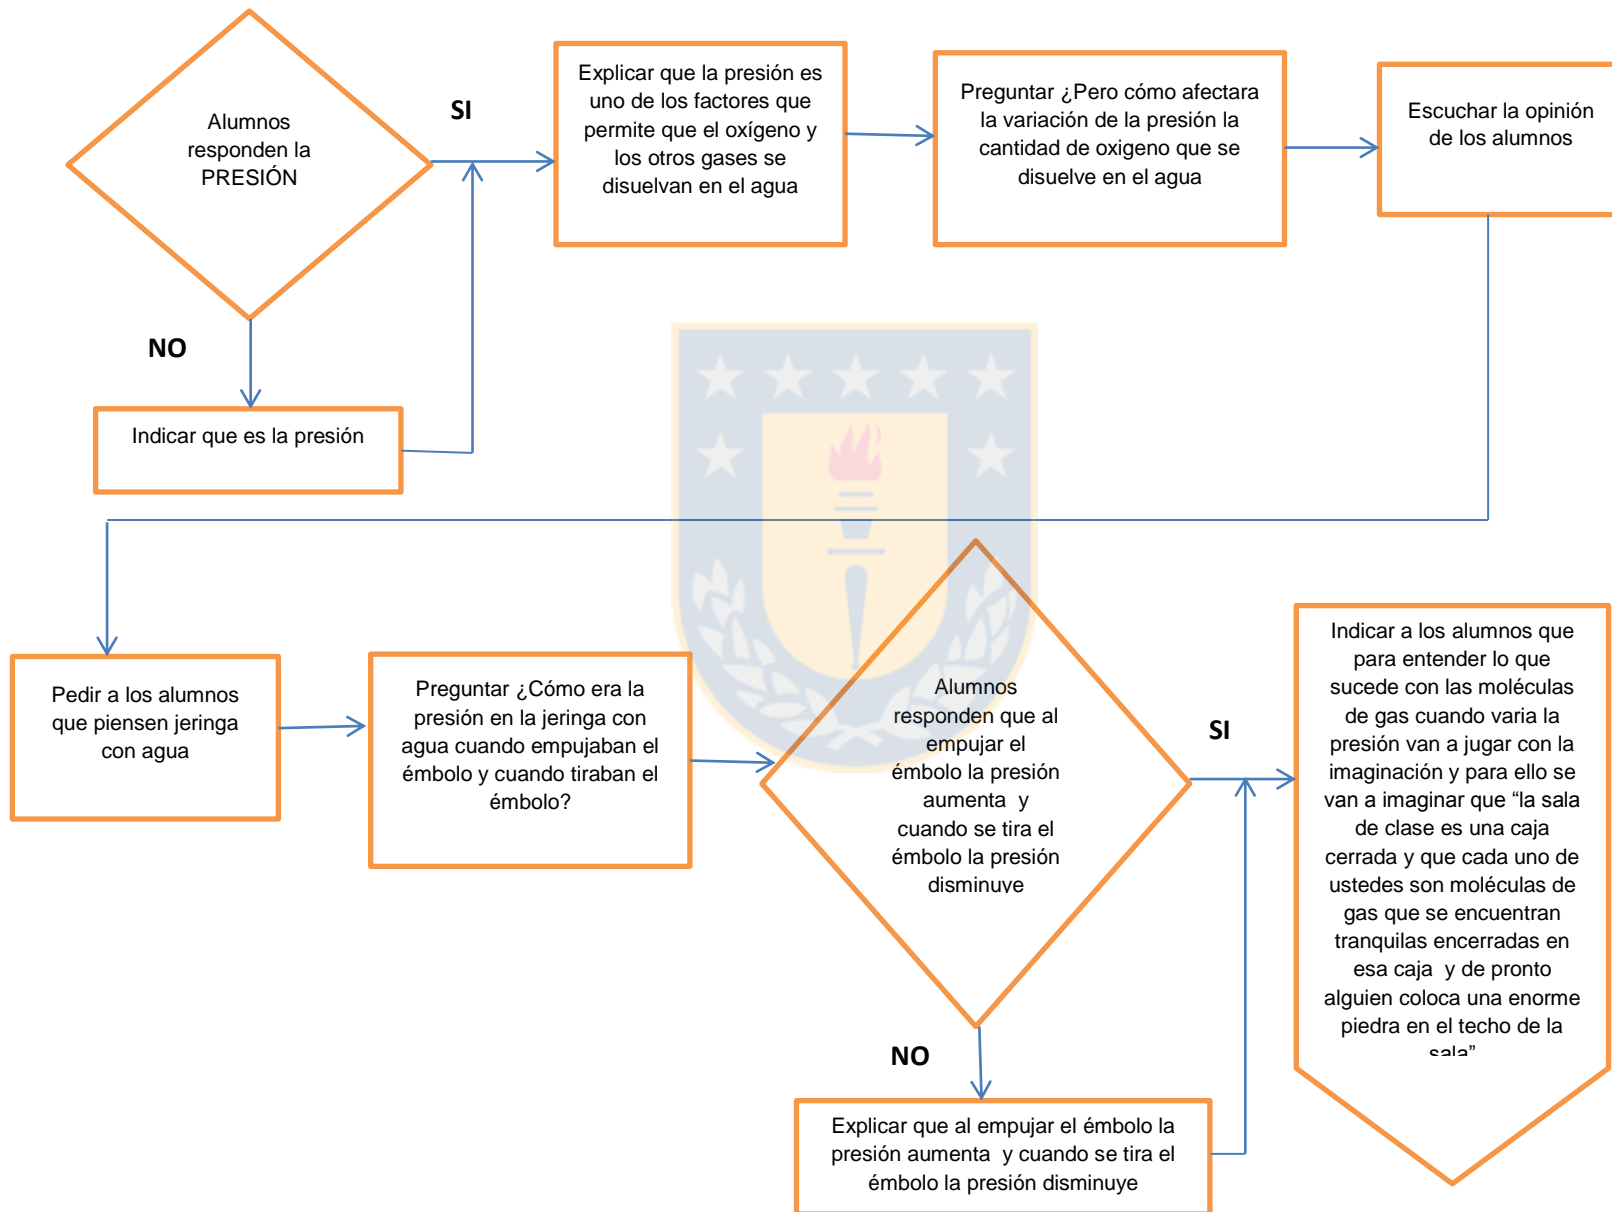 Alumnos
responden la
PRESIÓN
SI
Explicar que la presión es
uno de los factores que
permite que el oxígeno y
los otros gases se
disuelvan en el agua
Preguntar ¿Pero cómo afectara
la variación de la presión la
cantidad de oxigeno que se
disuelve en el agua
Escuchar la opinión
de los alumnos
NO
Indicar que es la presión
Pedir a los alumnos
que piensen jeringa
con agua
Preguntar ¿Cómo era la
presión en la jeringa con
agua cuando empujaban el
émbolo y cuando tiraban el
émbolo?
Alumnos
responden que al
empujar el
émbolo la presión
aumenta y
cuando se tira el
émbolo la presión
disminuye
SI
Indicar a los alumnos que
para entender lo que
sucede con las moléculas
de gas cuando varia la
presión van a jugar con la
imaginación y para ello se
van a imaginar que “la sala
de clase es una caja
cerrada y que cada uno de
ustedes son moléculas de
gas que se encuentran
tranquilas encerradas en
esa caja y de pronto
alguien coloca una enorme
piedra en el techo de la
sala”
NO
Explicar que al empujar el émbolo la
presión aumenta y cuando se tira el
émbolo la presión disminuye